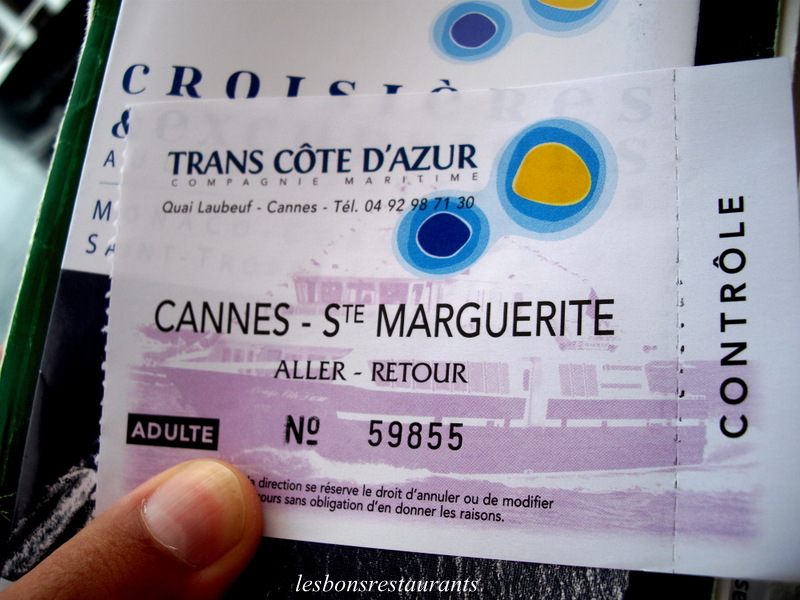 CROISIÈRES
&
TRANS CÔTE D'AZUR
COMPAGNIE MARITIME
Quai Laubeuf - Cannes - Tél. 04 92 98 71 30
CANNES - STE MARGUERITE
ALLER - RETOUR
ADULTE
Nº 59855
direction se réserve le droit d'annuler ou de modifier
sans obligation d'en donner les raisons.
CONTRÔLE
lesbonsrestaurants